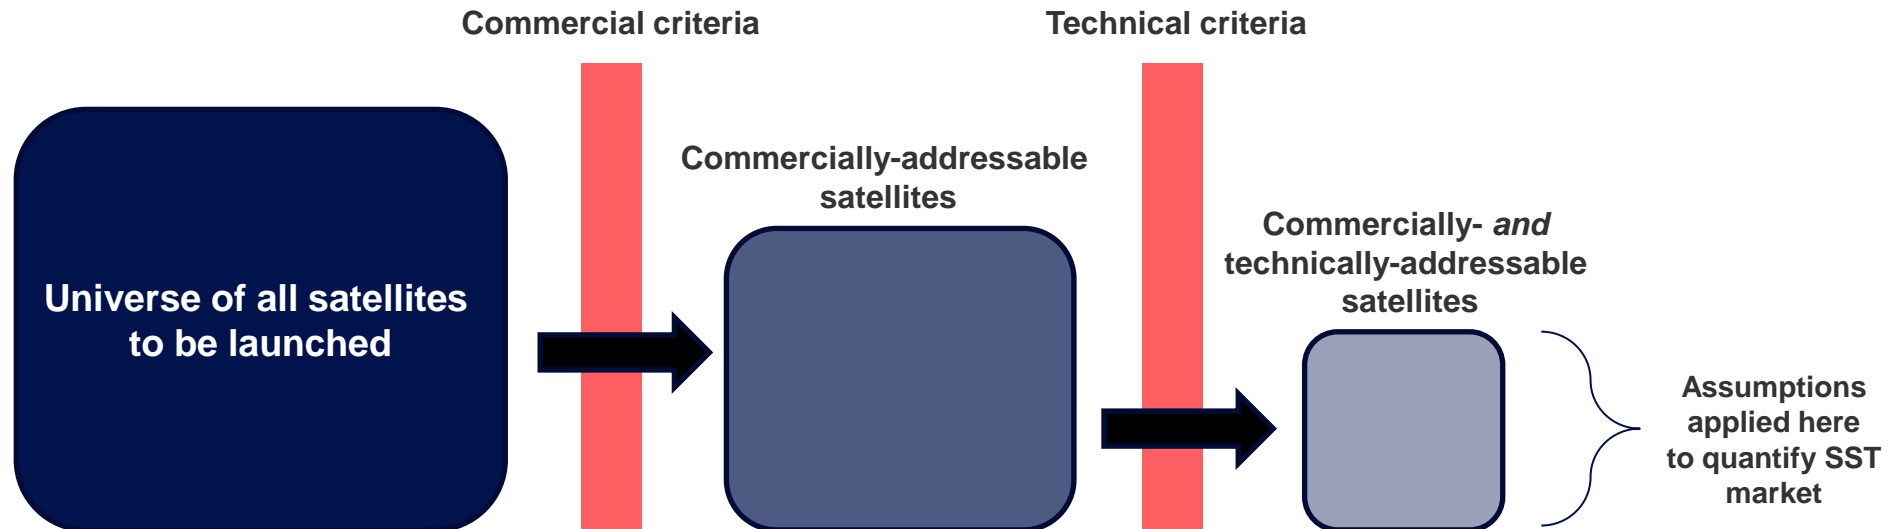 Commercial criteria
Technical criteria
Universe of all satellites
to be launched
Commercially-addressable
satellites
Commercially- and
technically-addressable
satellites
Assumptions
applied here
to quantify SST
market